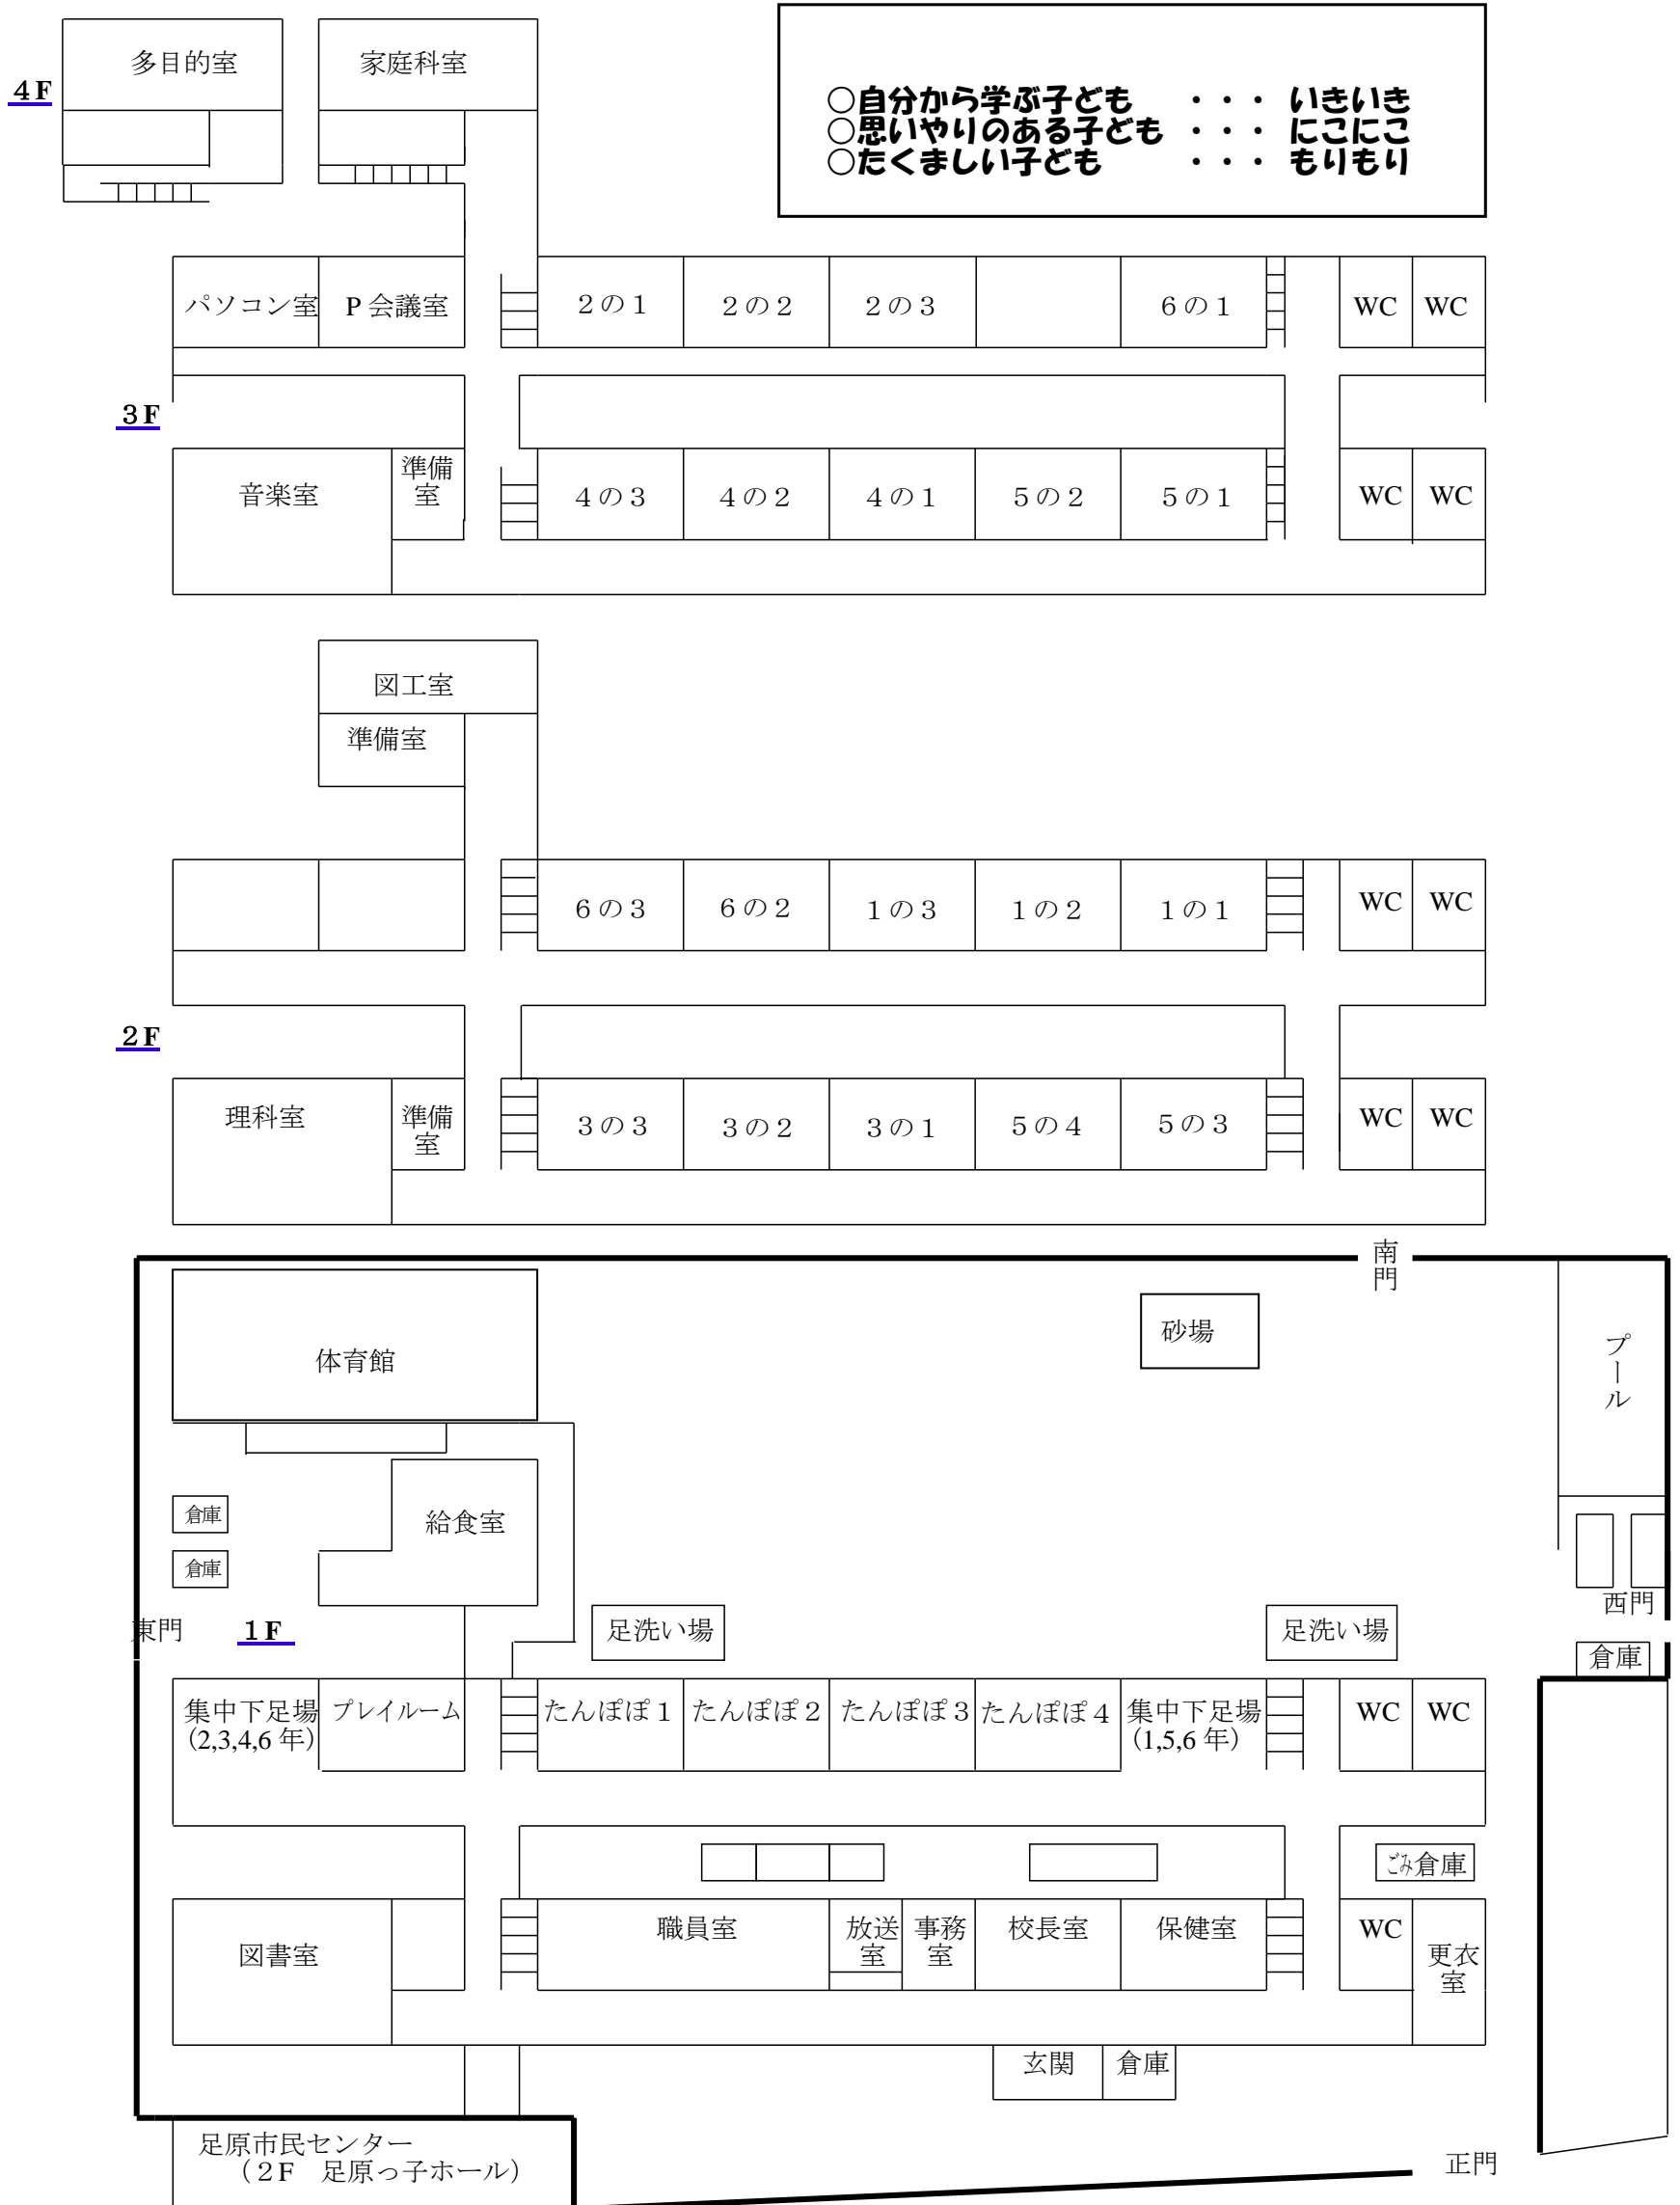 多目的室
家庭科室
4F
○自分から学ぶ子ども ・・・ いきいき
○思いやりのある子ども ・・・ にこにこ
○たくましい子ども ・・・ もりもり
パソコン室 P会議室 2の1 2の2 2の3 6の1 WC WC
3F
音楽室 準備室 4の3 4の2 4の1 5の2 5の1 WC WC
図工室
準備室
6の3 6の2 1の3 1の2 1の1 WC WC
2F
理科室 準備室 3の3 3の2 3の1 5の4 5の3 WC WC
南門
体育館
砂場
プール
倉庫
給食室
倉庫
東門
1F
足洗い場
足洗い場
西門
倉庫
集中下足場
(2,3,4,6年)
プレイルーム
たんぽぽ1
たんぽぽ2
たんぽぽ3
たんぽぽ4
集中下足場
(1,5,6年)
WC WC
ごみ倉庫
図書室
職員室
放送室
事務室
校長室
保健室
WC
更衣室
玄関
倉庫
足原市民センター
(2F 足原っ子ホール)
正門